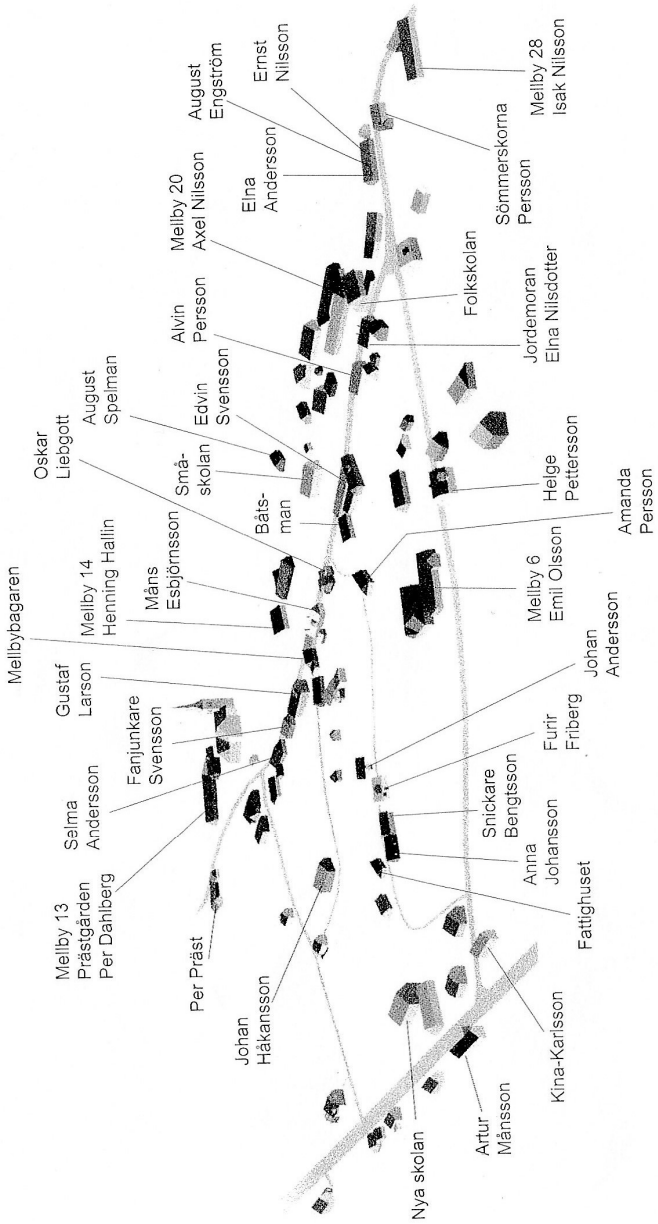 Mellby 13
Prästgården
Per Dahlberg
Per Präst
Selma
Andersson
Fanjunkare
Svensson
Gustaf
Larson
Mellbybagaren
Mellby 14
Henning Hallin
Måns
Esbjörnsson
Oskar
Liebgott
August
Spelman
Små-
skolan
Båts-
man
Edvin
Svensson
Alvin
Persson
Mellby 20
Axel Nilsson
Elna
Andersson
August
Engström
Ernst
Nilsson
Johan
Håkansson
Nya skolan
Artur
Månsson
Kina-Karlsson
Fattighuset
Anna
Johansson
Snickare
Bengtsson
Furir
Friberg
Johan
Andersson
Mellby 6
Emil Olsson
Amanda
Persson
Helge
Pettersson
Jordemoran
Elna Nilsdotter
Folkskolan
Sömmerskorna
Persson
Mellby 28
Isak Nilsson